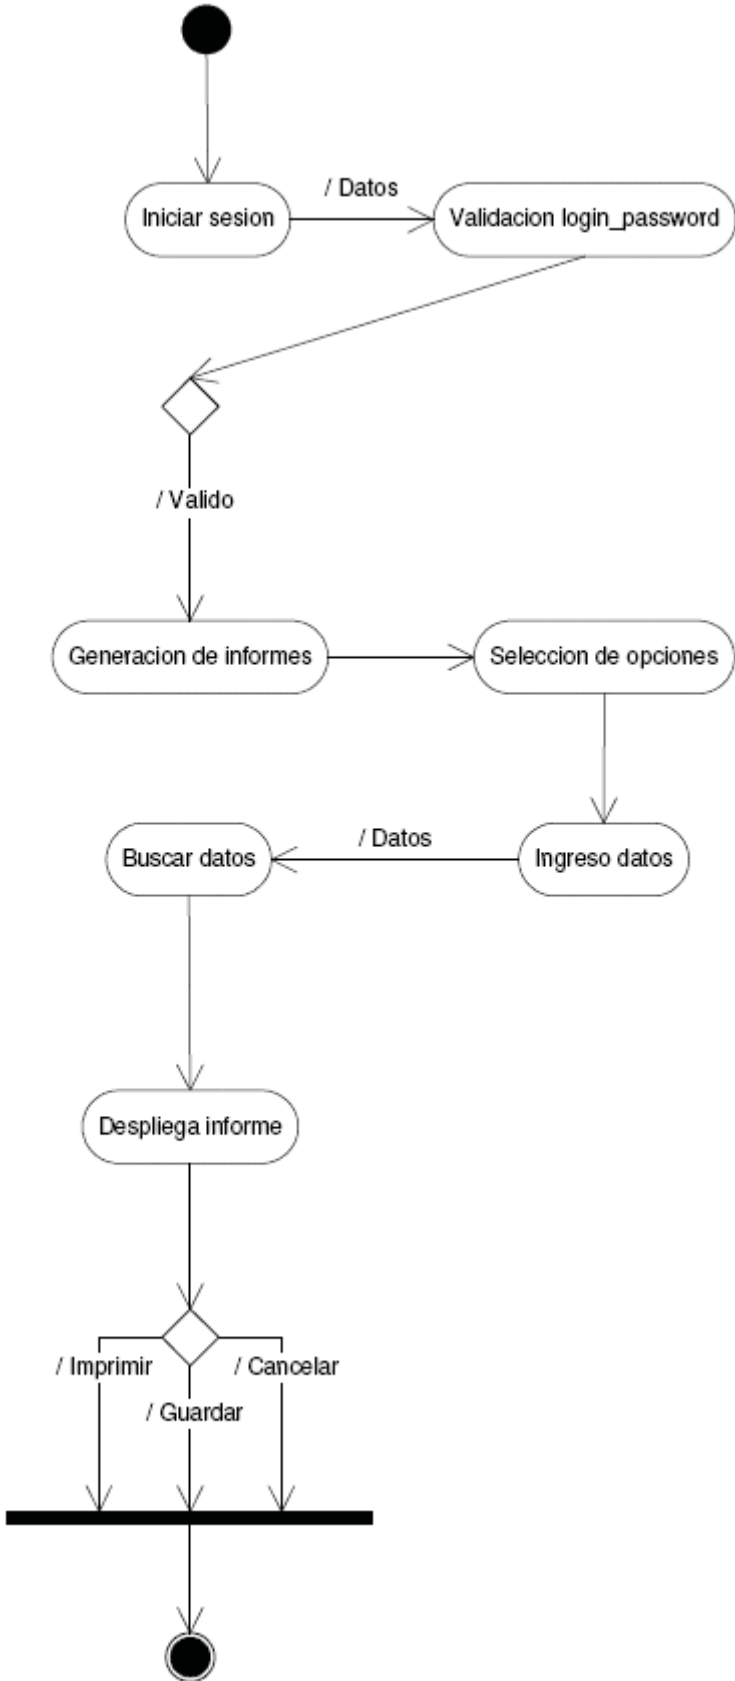 Iniciar sesion
/ Datos
Validacion login_password
/ Valido
Generacion de informes
Seleccion de opciones
Ingreso datos
/ Datos
Buscar datos
Despliega informe
/ Imprimir
/ Guardar
/ Cancelar